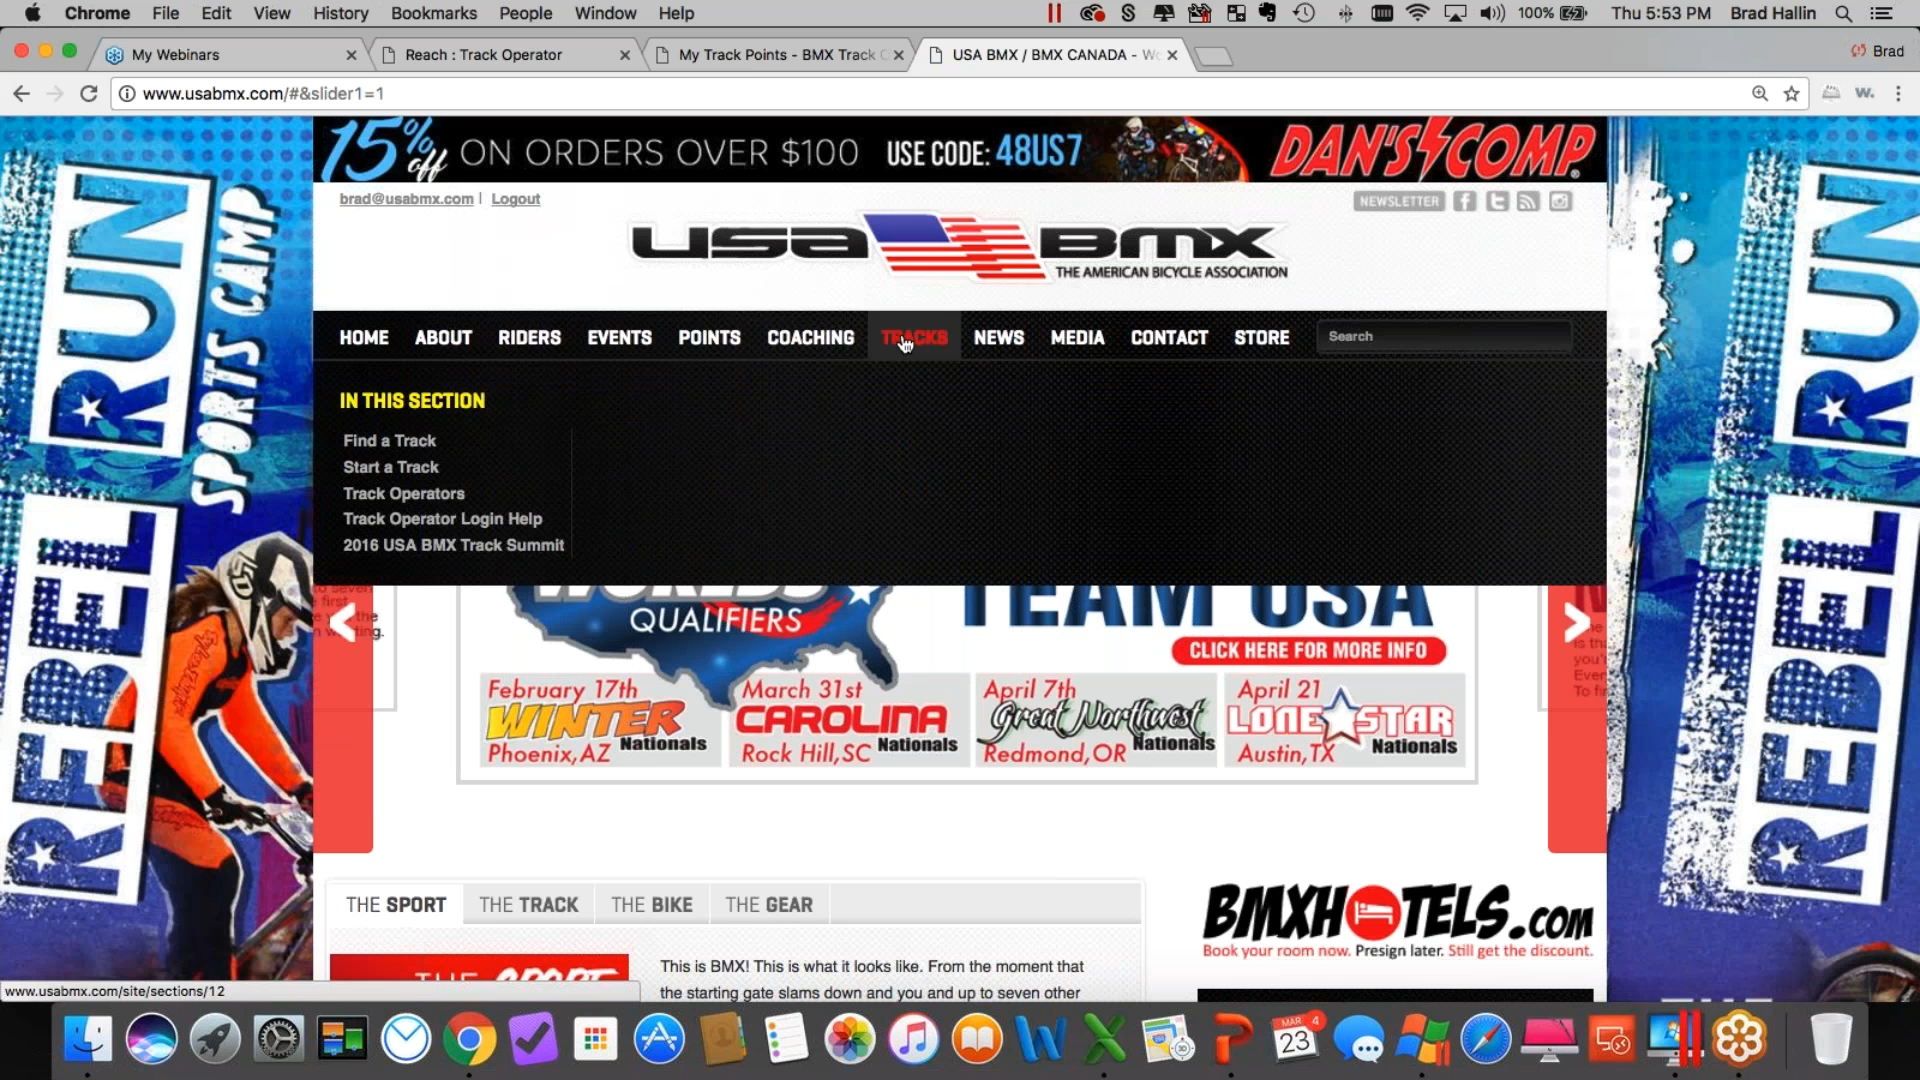 Chrome File Edit View History Bookmarks People Window Help 100% Thu 5:53 PM Brad Hallin
My Webinars Reach : Track Operator My Track Points - BMX Track USA BMX / BMX CANADA - Brad
www.usabmx.com/#&slider1=1
15% off ON ORDERS OVER $100 USE CODE: 48US7 DAN'S COMP
brad@usabmx.com | Logout
NEWSLETTER
USA BMX
THE AMERICAN BICYCLE ASSOCIATION
HOME ABOUT RIDERS EVENTS POINTS COACHING TRACKS NEWS MEDIA CONTACT STORE Search
IN THIS SECTION
Find a Track
Start a Track
Track Operators
Track Operator Login Help
2016 USA BMX Track Summit
REBEL RUN
SPORTS CAMP
REBEL RUN
WORLDS
QUALIFIERS
TEAM USA
CLICK HERE FOR MORE INFO
February 17th
WINTER
Nationals
Phoenix,AZ
March 31st
CAROLINA
Nationals
Rock Hill,SC
April 7th
Great Northwest
Nationals
Redmond,OR
April 21
LONE STAR
Nationals
Austin,TX
THE SPORT THE TRACK THE BIKE THE GEAR
BMXHOTELS.com
Book your room now. Presign later. Still get the discount.
THE SPORT
This is BMX! This is what it looks like. From the moment that
the starting gate slams down and you and up to seven other
www.usabmx.com/site/sections/12
MAR 4
23